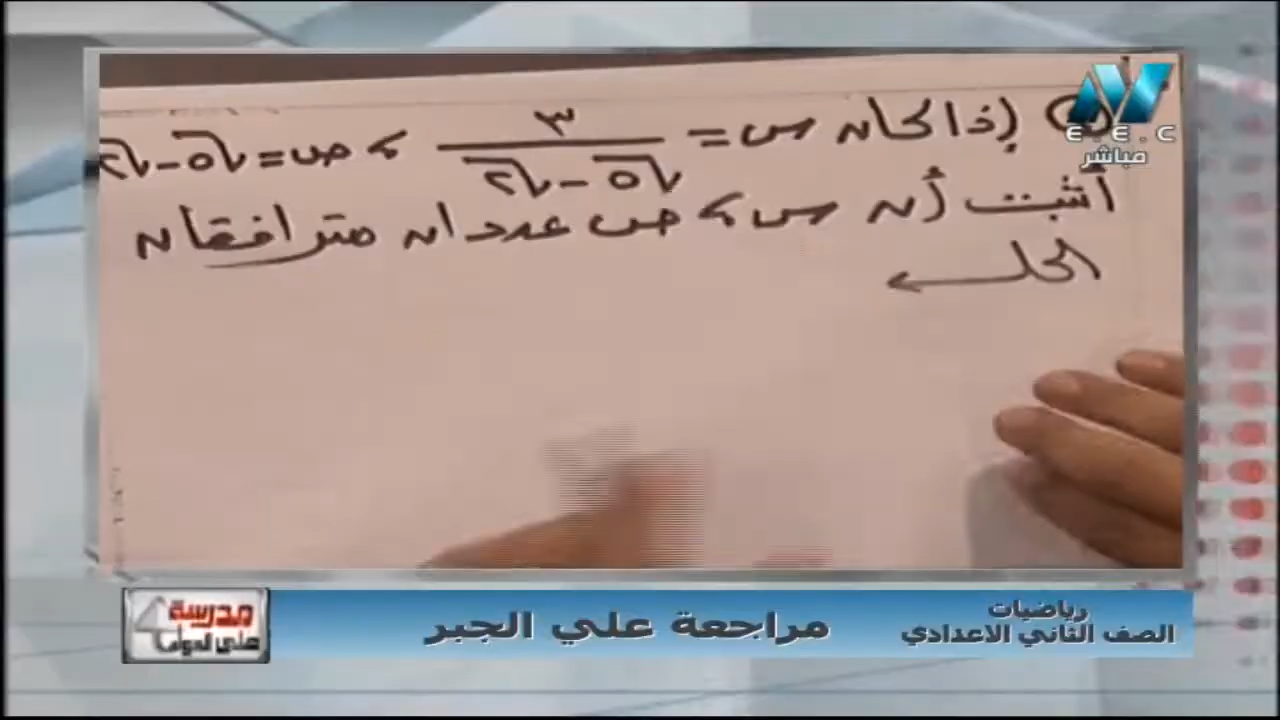 إذا كان س = ٣ / (√٥ - √٢) ، ص = √٥ - √٢
أثبت أن س ، ص عددان مترافقان
الحل
E.E.C
مباشر
رياضيات
الصف الثاني الاعدادي
مراجعة علي الجبر
مدرسة
علي الهواء